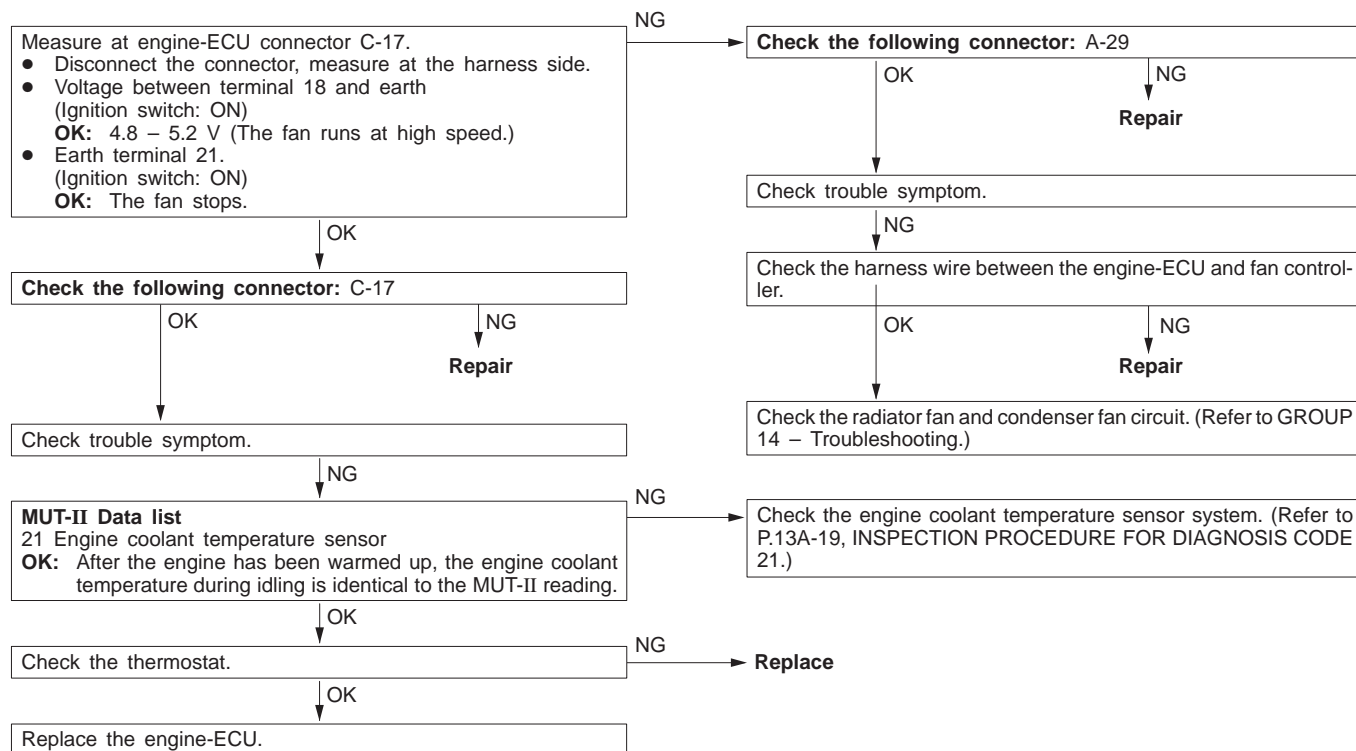 Measure at engine-ECU connector C-17.
● Disconnect the connector, measure at the harness side.
● Voltage between terminal 18 and earth
(Ignition switch: ON)
OK: 4.8 – 5.2 V (The fan runs at high speed.)
● Earth terminal 21.
(Ignition switch: ON)
OK: The fan stops.
NG
Check the following connector: A-29
OK
NG
Repair
Check trouble symptom.
NG
Check the harness wire between the engine-ECU and fan control-
ler.
OK
NG
Repair
Check the radiator fan and condenser fan circuit. (Refer to GROUP
14 – Troubleshooting.)
OK
Check the following connector: C-17
OK
NG
Repair
Check trouble symptom.
NG
MUT-II Data list
21 Engine coolant temperature sensor
OK: After the engine has been warmed up, the engine coolant
temperature during idling is identical to the MUT-II reading.
NG
Check the engine coolant temperature sensor system. (Refer to
P.13A-19, INSPECTION PROCEDURE FOR DIAGNOSIS CODE
21.)
OK
Check the thermostat.
NG
Replace
OK
Replace the engine-ECU.